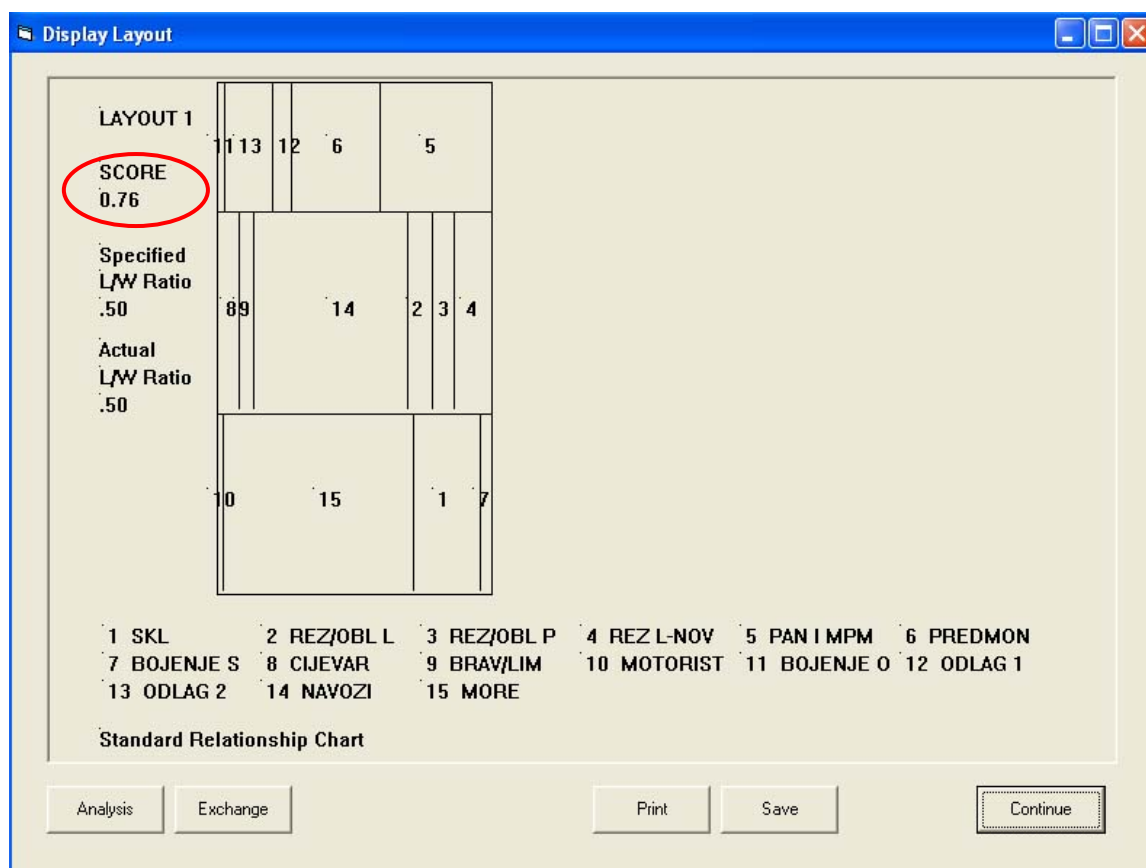 Display Layout
LAYOUT 1
11 13 12 6 5
SCORE
0.76
Specified
L/W Ratio
.50
8 9 14 2 3 4
Actual
L/W Ratio
.50
10 15 1 7
1 SKL 2 REZ/OBL L 3 REZ/OBL P 4 REZ L-NOV 5 PAN I MPM 6 PREDMON
7 BOJENJE S 8 CIJEVAR 9 BRAV/LIM 10 MOTORIST 11 BOJENJE O 12 ODLAG 1
13 ODLAG 2 14 NAVOZI 15 MORE
Standard Relationship Chart
Analysis Exchange Print Save Continue